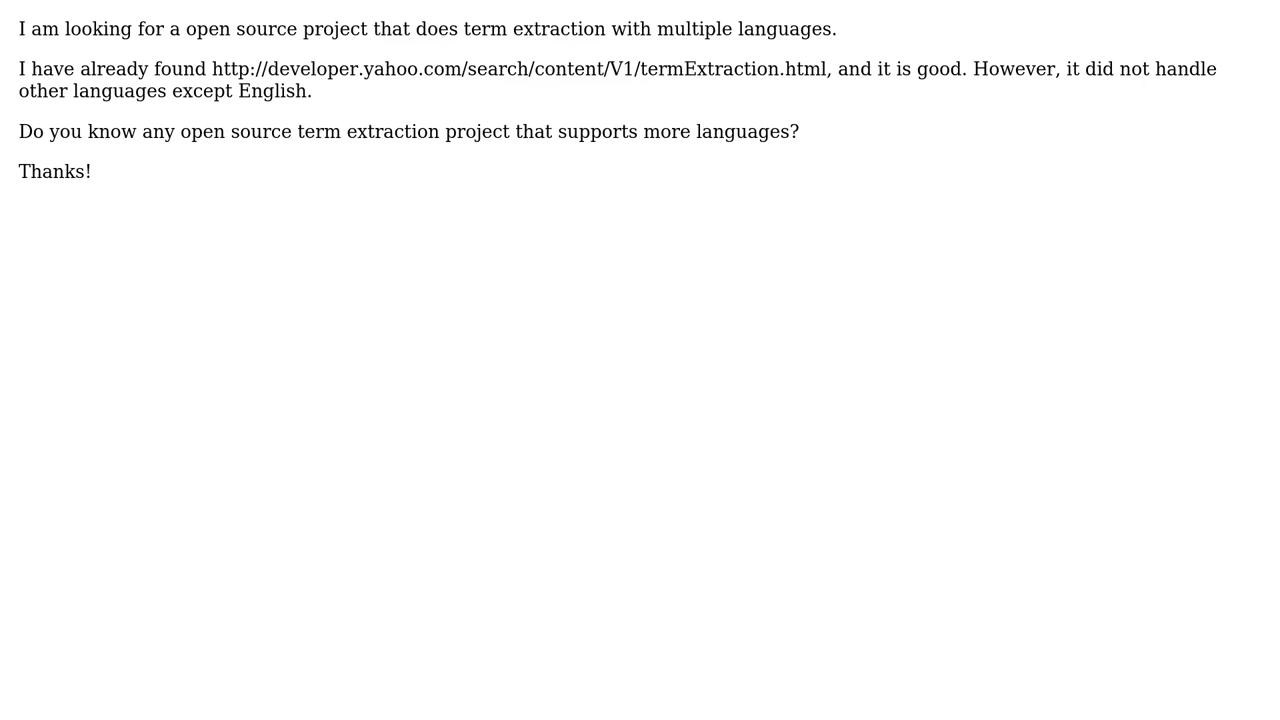 I am looking for a open source project that does term extraction with multiple languages.
I have already found http://developer.yahoo.com/search/content/V1/termExtraction.html, and it is good. However, it did not handle
other languages except English.
Do you know any open source term extraction project that supports more languages?
Thanks!